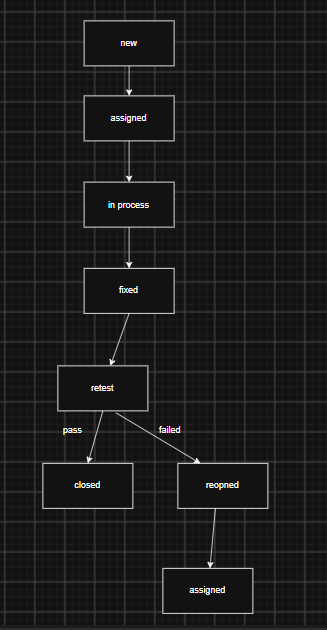 new
assigned
in process
fixed
retest
pass
failed
closed
reopned
assigned